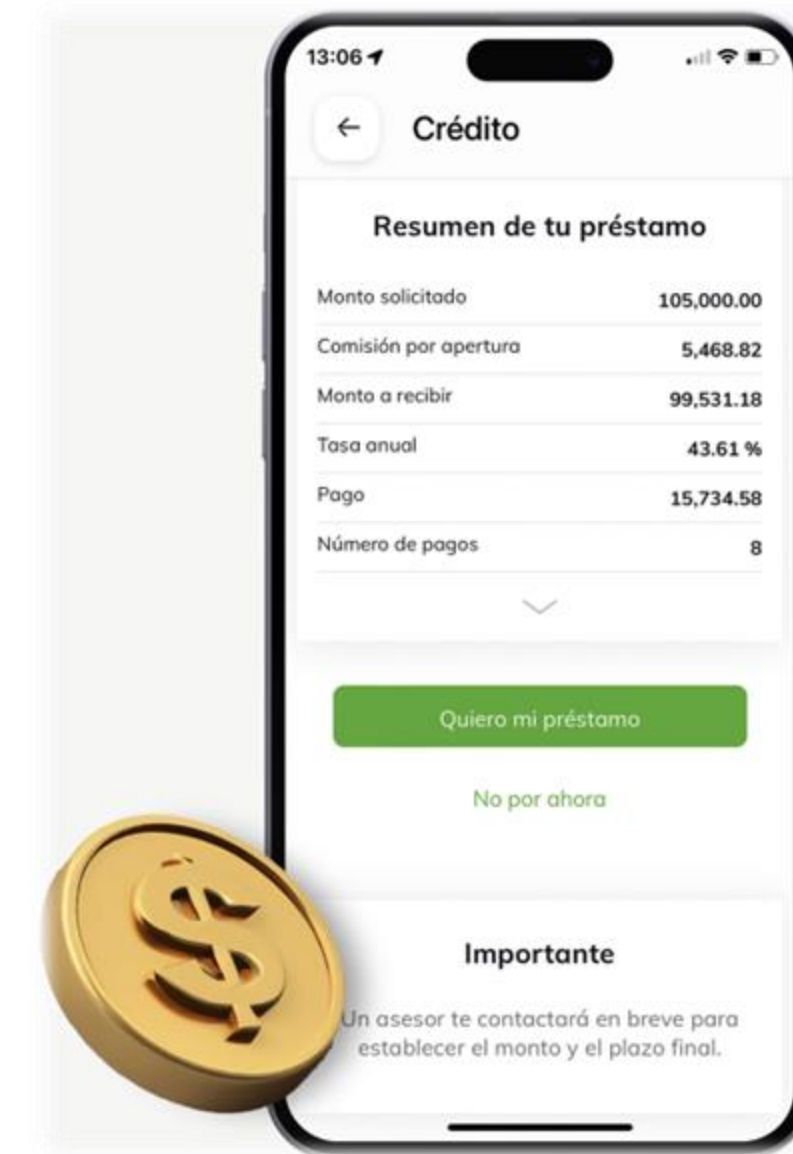 13:06
Crédito
Resumen de tu préstamo
Monto solicitado 105,000.00
Comisión por apertura 5,468.82
Monto a recibir 99,531.18
Tasa anual 43.61 %
Pago 15,734.58
Número de pagos 8
Quiero mi préstamo
No por ahora
Importante
Un asesor te contactará en breve para
establecer el monto y el plazo final.
$